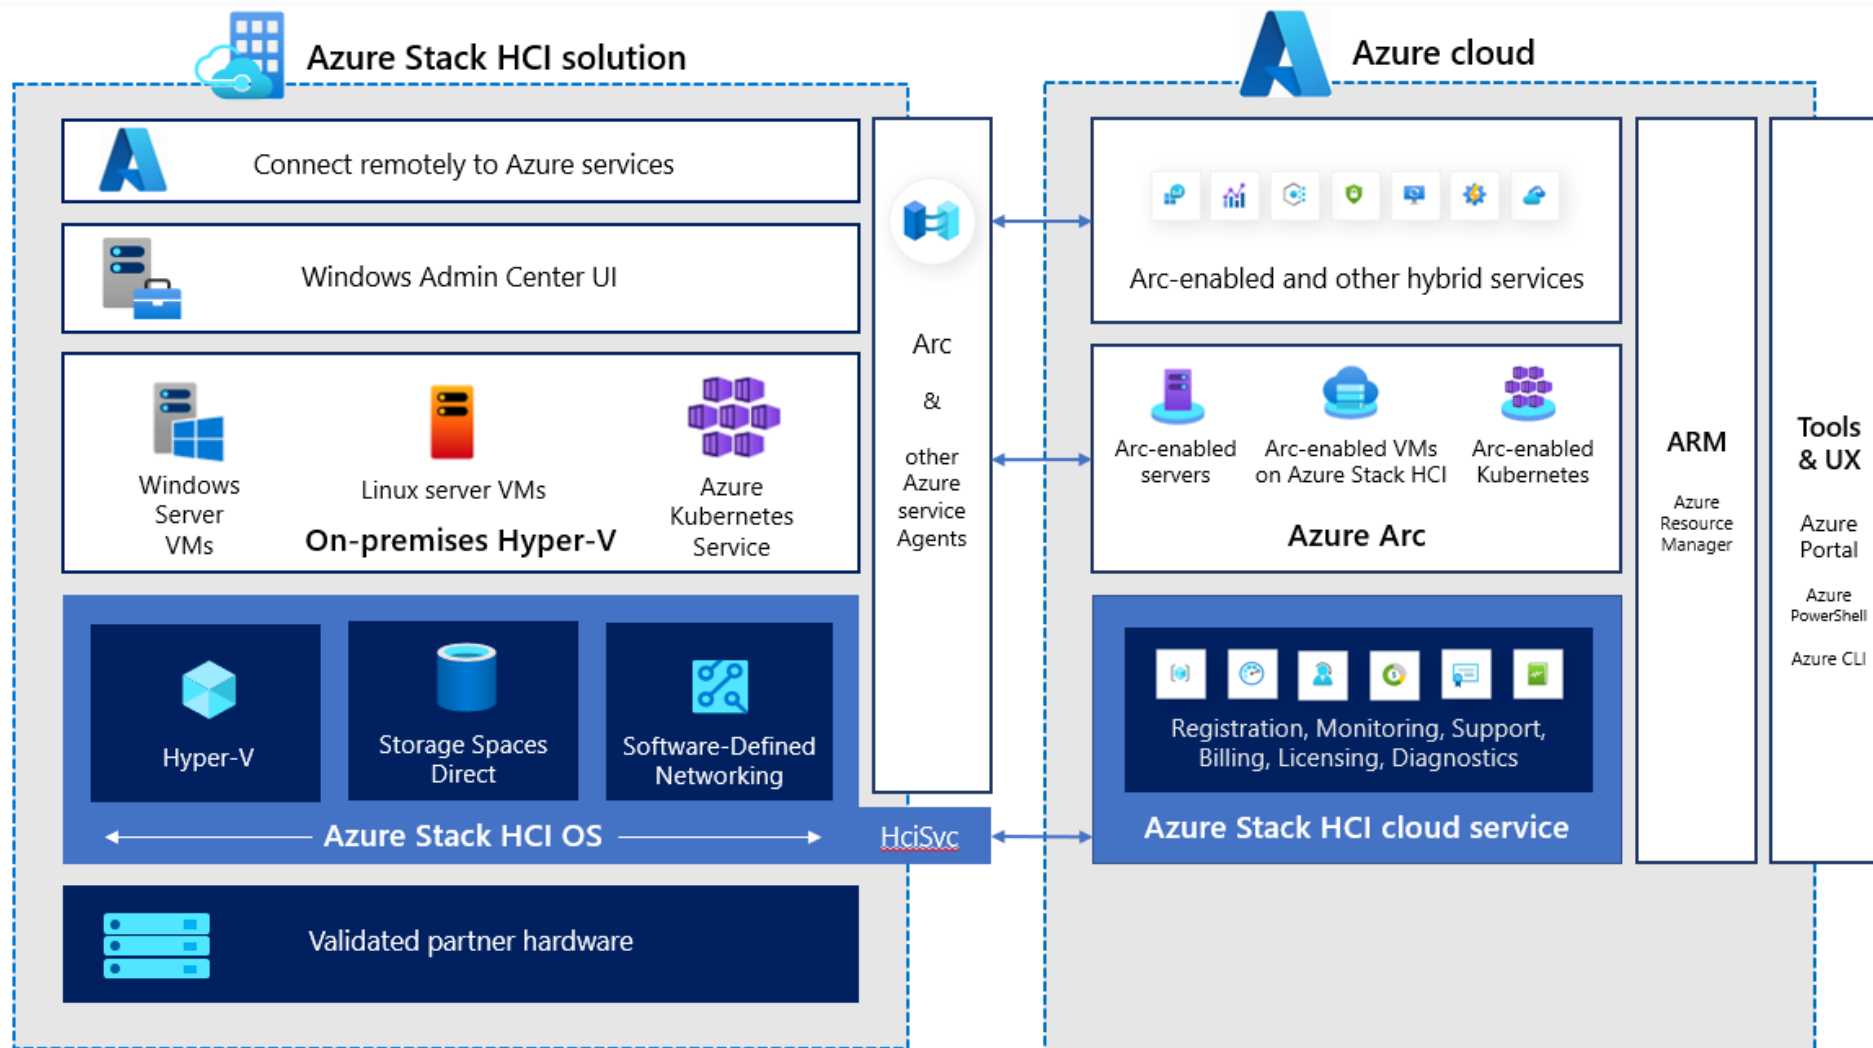 Azure Stack HCI solution
Connect remotely to Azure services
Windows Admin Center UI
Windows
Server
VMs
Linux server VMs
Azure
Kubernetes
Service
On-premises Hyper-V
Hyper-V
Storage Spaces
Direct
Software-Defined
Networking
Azure Stack HCI OS
HciSvc
Validated partner hardware
Arc
&
other
Azure
service
Agents
Azure cloud
Arc-enabled and other hybrid services
Arc-enabled
servers
Arc-enabled VMs
on Azure Stack HCI
Arc-enabled
Kubernetes
Azure Arc
Registration, Monitoring, Support,
Billing, Licensing, Diagnostics
Azure Stack HCI cloud service
ARM
Azure
Resource
Manager
Tools
& UX
Azure
Portal
Azure
PowerShell
Azure CLI